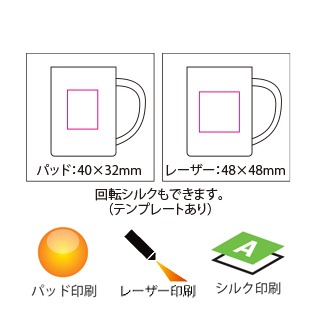 パッド：40×32mm
レーザー：48×48mm
回転シルクもできます。
（テンプレートあり）
パッド印刷
レーザー印刷
A
シルク印刷